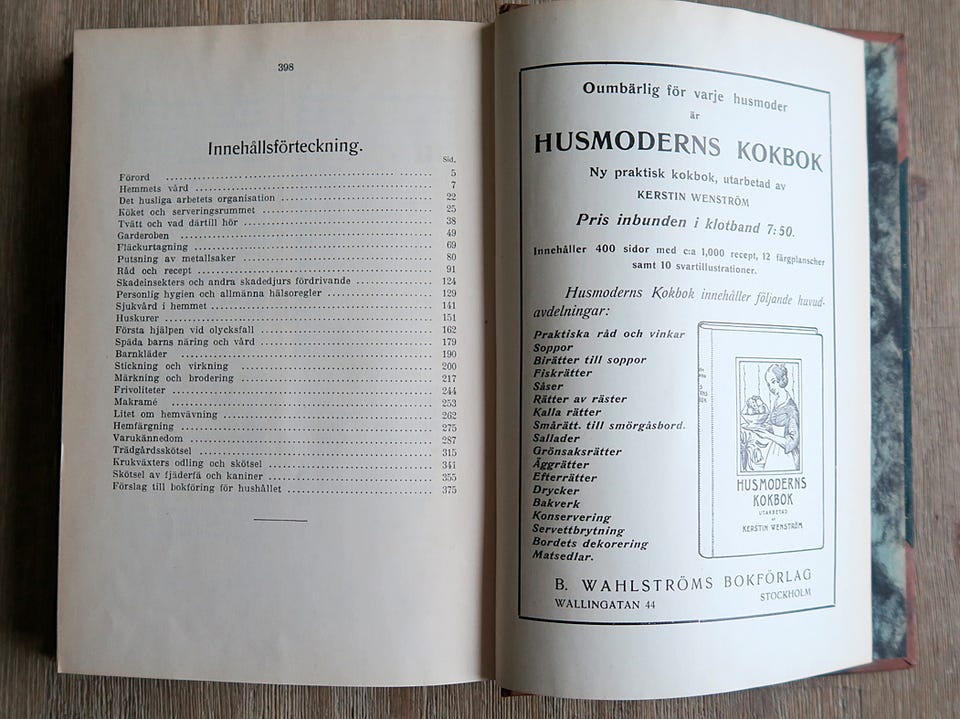 398
Innehållsförteckning.
Sid.
Förord 5
Hemmets vård 7
Det husliga arbetets organisation 22
Köket och serveringsrummet 25
Tvätt och vad därtill hör 38
Garderoben 49
Fläckurtagning 69
Putsning av metallsaker 80
Råd och recept 91
Skadeinsekters och andra skadedjurs fördrivande 124
Personlig hygien och allmänna hälsoregler 129
Sjukvård i hemmet 141
Huskurer 151
Första hjälpen vid olycksfall 162
Späda barns näring och vård 179
Barnkläder 190
Stickning och virkning 200
Märkning och brodering 217
Frivoliteter 244
Makramé 253
Litet om hemvävning 262
Hemfärgning 275
Varukännedom 287
Trädgårdsskötsel 315
Krukväxters odling och skötsel 341
Skötsel av fjäderfä och kaniner 355
Förslag till bokföring för hushållet 375
Oumbärlig för varje husmoder
är
HUSMODERNS KOKBOK
Ny praktisk kokbok, utarbetad av
KERSTIN WENSTRÖM
Pris inbunden i klotband 7:50.
Innehåller 400 sidor med c:a 1,000 recept, 12 färgplanscher
samt 10 svartillustrationer.
Husmoderns Kokbok innehåller följande huvud-
avdelningar:
Praktiska råd och vinkar
Soppor
Birätter till soppor
Fiskrätter
Såser
Rätter av räster
Kalla rätter
Smårätt. till smörgåsbord.
Sallader
Grönsaksrätter
Äggrätter
Efterrätter
Drycker
Bakverk
Konservering
Servettbrytning
Bordets dekorering
Matsedlar.
HUSMODERNS
KOKBOK
UTARBETAD
AF
KERSTIN WENSTRÖM
B. WAHLSTRÖMS BOKFÖRLAG
WALLINGATAN 44 STOCKHOLM